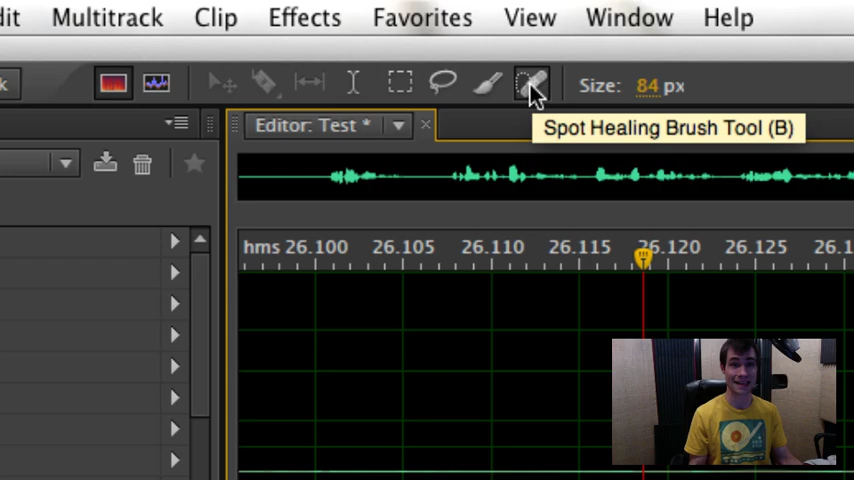 dit Multitrack Clip Effects Favorites View Window Help
k Size: 84 px
Spot Healing Brush Tool (B)
Editor: Test *
hms 26.100 26.105 26.110 26.115 26.120 26.125 26.1